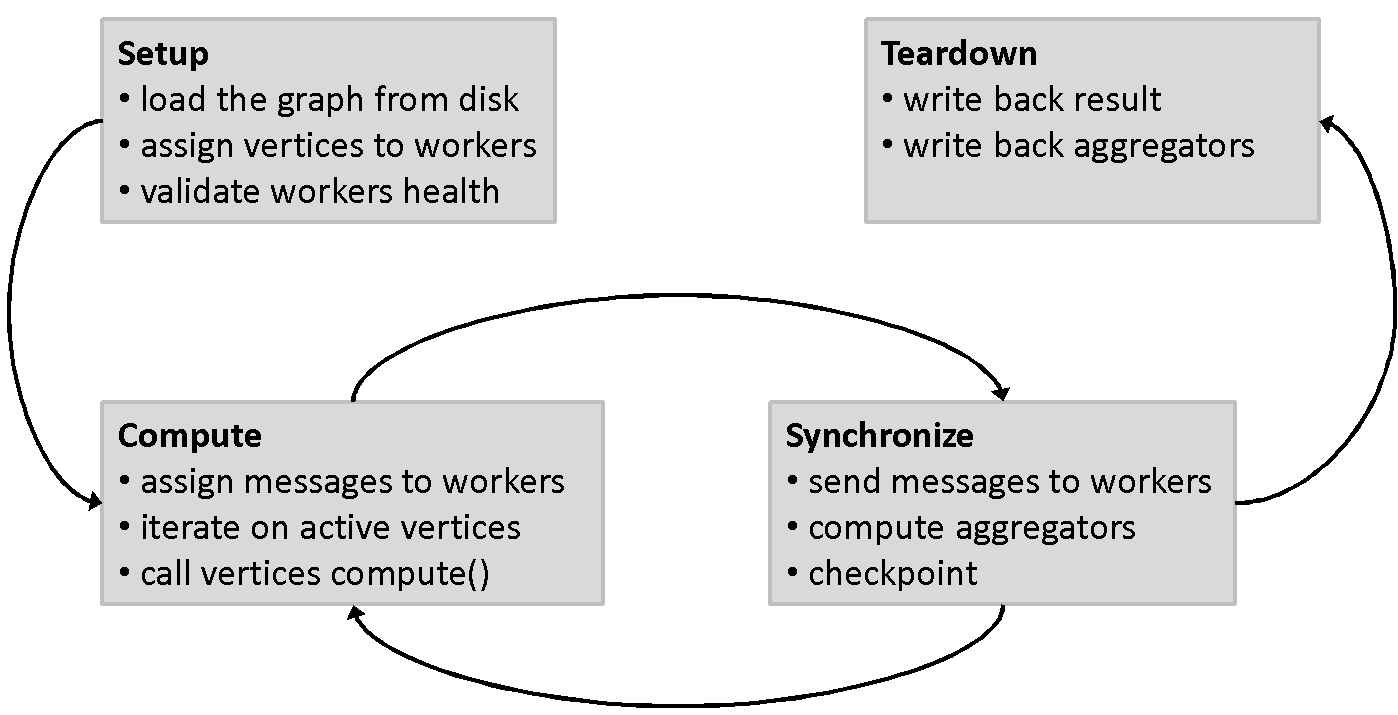 Setup
• load the graph from disk
• assign vertices to workers
• validate workers health
Teardown
• write back result
• write back aggregators
Compute
• assign messages to workers
• iterate on active vertices
• call vertices compute()
Synchronize
• send messages to workers
• compute aggregators
• checkpoint